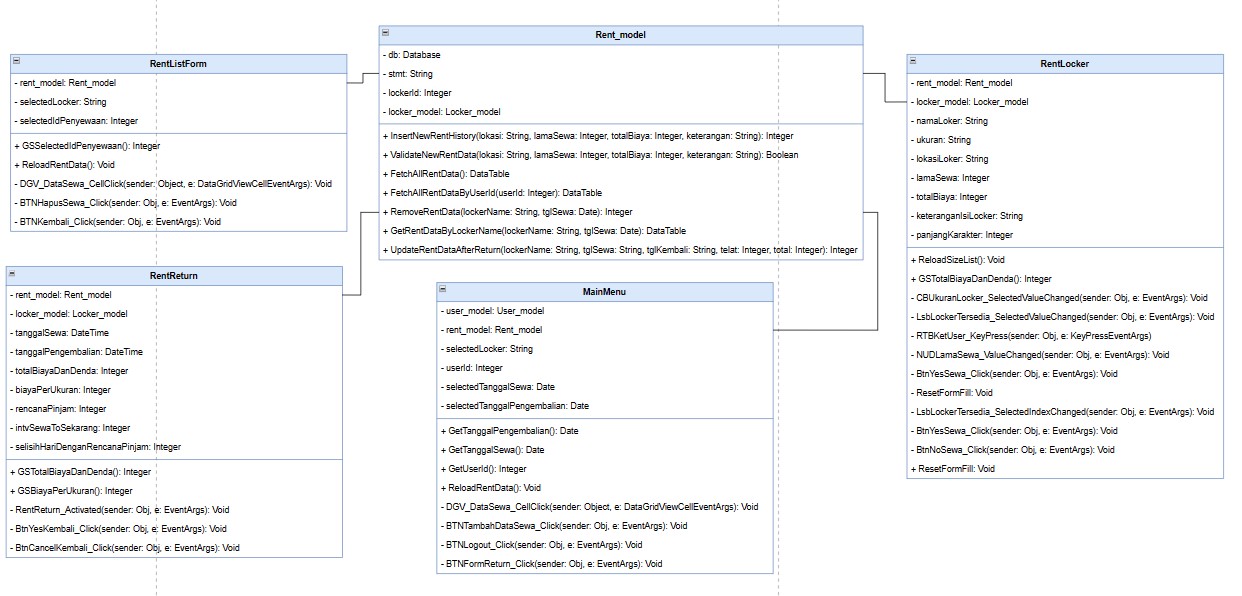 RentListForm
- rent_model: Rent_model
- selectedLocker: String
- selectedIdPenyewaan: Integer
+ GSSelectedIdPenyewaan(): Integer
+ ReloadRentData(): Void
- DGV_DataSewa_CellClick(sender: Object, e: DataGridViewCellEventArgs): Void
- BTNHapusSewa_Click(sender: Obj, e: EventArgs): Void
- BTNKembali_Click(sender: Obj, e: EventArgs): Void
RentReturn
- rent_model: Rent_model
- locker_model: Locker_model
- tanggalSewa: DateTime
- tanggalPengembalian: DateTime
- totalBiayaDanDenda: Integer
- biayaPerUkuran: Integer
- rencanaPinjam: Integer
- intvSewaToSekarang: Integer
- selisihHariDenganRencanaPinjam: Integer
+ GSTotalBiayaDanDenda(): Integer
+ GSBiayaPerUkuran(): Integer
- RentReturn_Activated(sender: Obj, e: EventArgs): Void
- BtnYesKembali_Click(sender: Obj, e: EventArgs): Void
- BtnCancelKembali_Click(sender: Obj, e: EventArgs): Void
Rent_model
- db: Database
- stmt: String
- lockerId: Integer
- locker_model: Locker_model
+ InsertNewRentHistory(lokasi: String, lamaSewa: Integer, totalBiaya: Integer, keterangan: String): Integer
+ ValidateNewRentData(lokasi: String, lamaSewa: Integer, totalBiaya: Integer, keterangan: String): Boolean
+ FetchAllRentData(): DataTable
+ FetchAllRentDataByUserId(userId: Integer): DataTable
+ RemoveRentData(lockerName: String, tglSewa: Date): Integer
+ GetRentDataByLockerName(lockerName: String, tglSewa: Date): DataTable
+ UpdateRentDataAfterReturn(lockerName: String, tglSewa: String, tglKembali: String, telat: Integer, total: Integer): Integer
MainMenu
- user_model: User_model
- rent_model: Rent_model
- selectedLocker: String
- userId: Integer
- selectedTanggalSewa: Date
- selectedTanggalPengembalian: Date
+ GetTanggalPengembalian(): Date
+ GetTanggalSewa(): Date
+ GetUserId(): Integer
+ ReloadRentData(): Void
- DGV_DataSewa_CellClick(sender: Object, e: DataGridViewCellEventArgs): Void
- BTNTambahDataSewa_Click(sender: Obj, e: EventArgs): Void
- BTNLogout_Click(sender: Obj, e: EventArgs): Void
- BTNFormReturn_Click(sender: Obj, e: EventArgs): Void
RentLocker
- rent_model: Rent_model
- locker_model: Locker_model
- namaLoker: String
- ukuran: String
- lokasiLoker: String
- lamaSewa: Integer
- totalBiaya: Integer
- keteranganIsiLocker: String
- panjangKarakter: Integer
+ ReloadSizeList(): Void
+ GSTotalBiayaDanDenda(): Integer
- CBUkuranLocker_SelectedValueChanged(sender: Obj, e: EventArgs): Void
- LsbLockerTersedia_SelectedValueChanged(sender: Obj, e: EventArgs): Void
- RTBKetUser_KeyPress(sender: Obj, e: KeyPressEventArgs)
- NUDLamaSewa_ValueChanged(sender: Obj, e: EventArgs): Void
- BtnYesSewa_Click(sender: Obj, e: EventArgs): Void
- ResetFormFill: Void
- LsbLockerTersedia_SelectedIndexChanged(sender: Obj, e: EventArgs): Void
- BtnYesSewa_Click(sender: Obj, e: EventArgs): Void
- BtnNoSewa_Click(sender: Obj, e: EventArgs): Void
+ ResetFormFill: Void